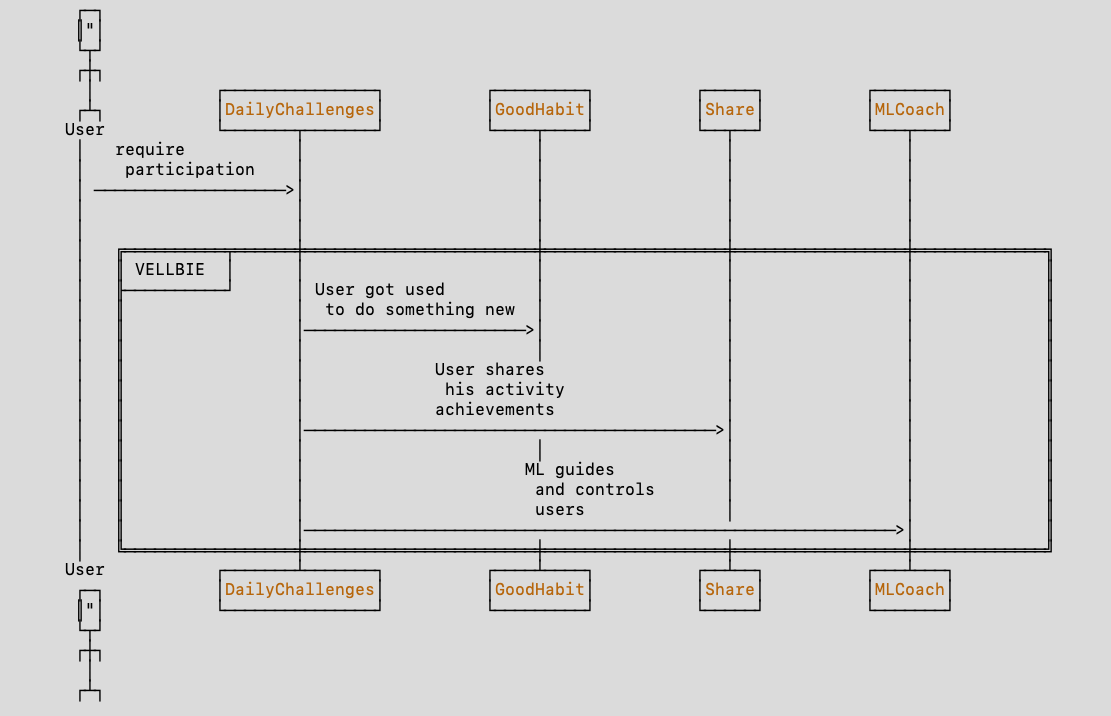 "
DailyChallenges GoodHabit Share MLCoach
User
require
participation
VELLBIE
User got used
to do something new
User shares
his activity
achievements
ML guides
and controls
users
User
DailyChallenges GoodHabit Share MLCoach
"